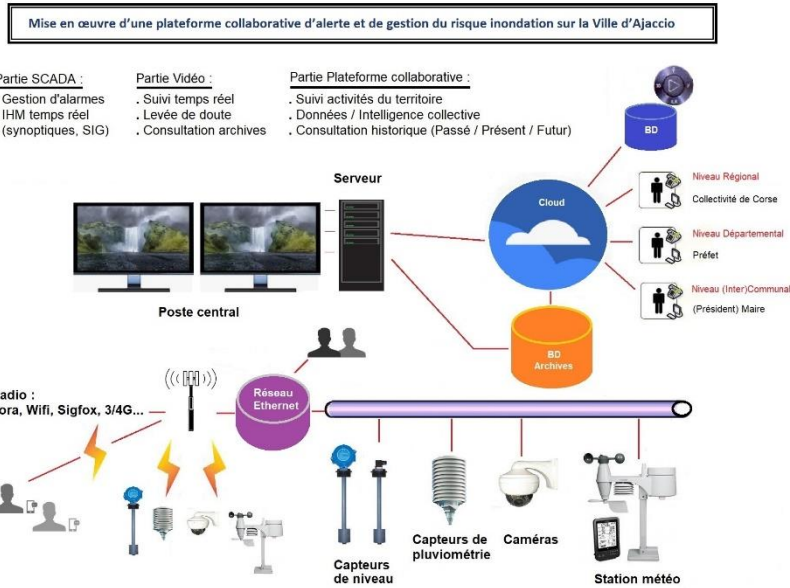 Mise en œuvre d'une plateforme collaborative d'alerte et de gestion du risque inondation sur la Ville d'Ajaccio
Partie SCADA :
Gestion d'alarmes
IHM temps réel
(synoptiques, SIG)
Partie Vidéo :
. Suivi temps réel
. Levée de doute
. Consultation archives
Partie Plateforme collaborative :
. Suivi activités du territoire
. Données / Intelligence collective
. Consultation historique (Passé / Présent / Futur)
BD
Serveur
Cloud
Niveau Régional
Collectivité de Corse
Niveau Départemental
Préfet
Niveau (Inter)Communal
(Président) Maire
Poste central
BD
Archives
adio :
ora, Wifi, Sigfox, 3/4G...
Réseau
Ethernet
Capteurs
de niveau
Capteurs de
pluviométrie
Caméras
Station météo